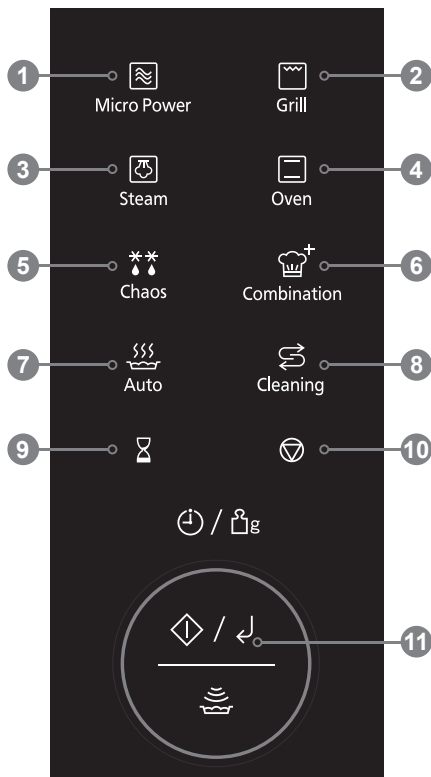 1 2
Micro Power Grill
3 4
Steam Oven
5 6
Chaos Combination
7 8
Auto Cleaning
9 10
/ g
/ 11